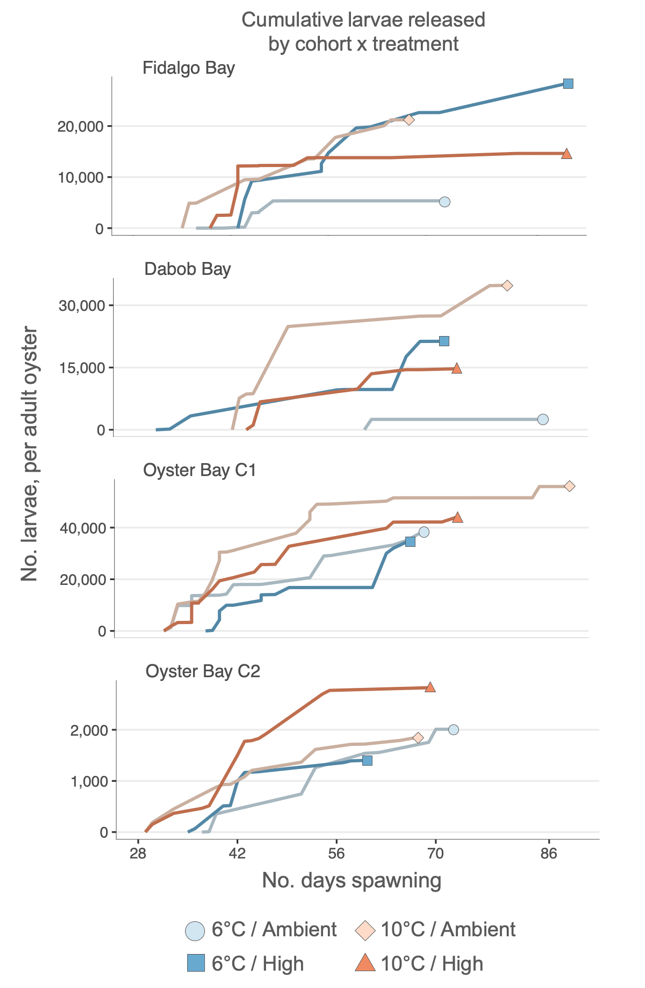 Cumulative larvae released
by cohort x treatment
Fidalgo Bay
20,000
10,000
0
Dabob Bay
30,000
15,000
0
Oyster Bay C1
40,000
20,000
0
Oyster Bay C2
2,000
1,000
0
No. larvae, per adult oyster
28 42 56 70 86
No. days spawning
6°C / Ambient 10°C / Ambient
6°C / High 10°C / High